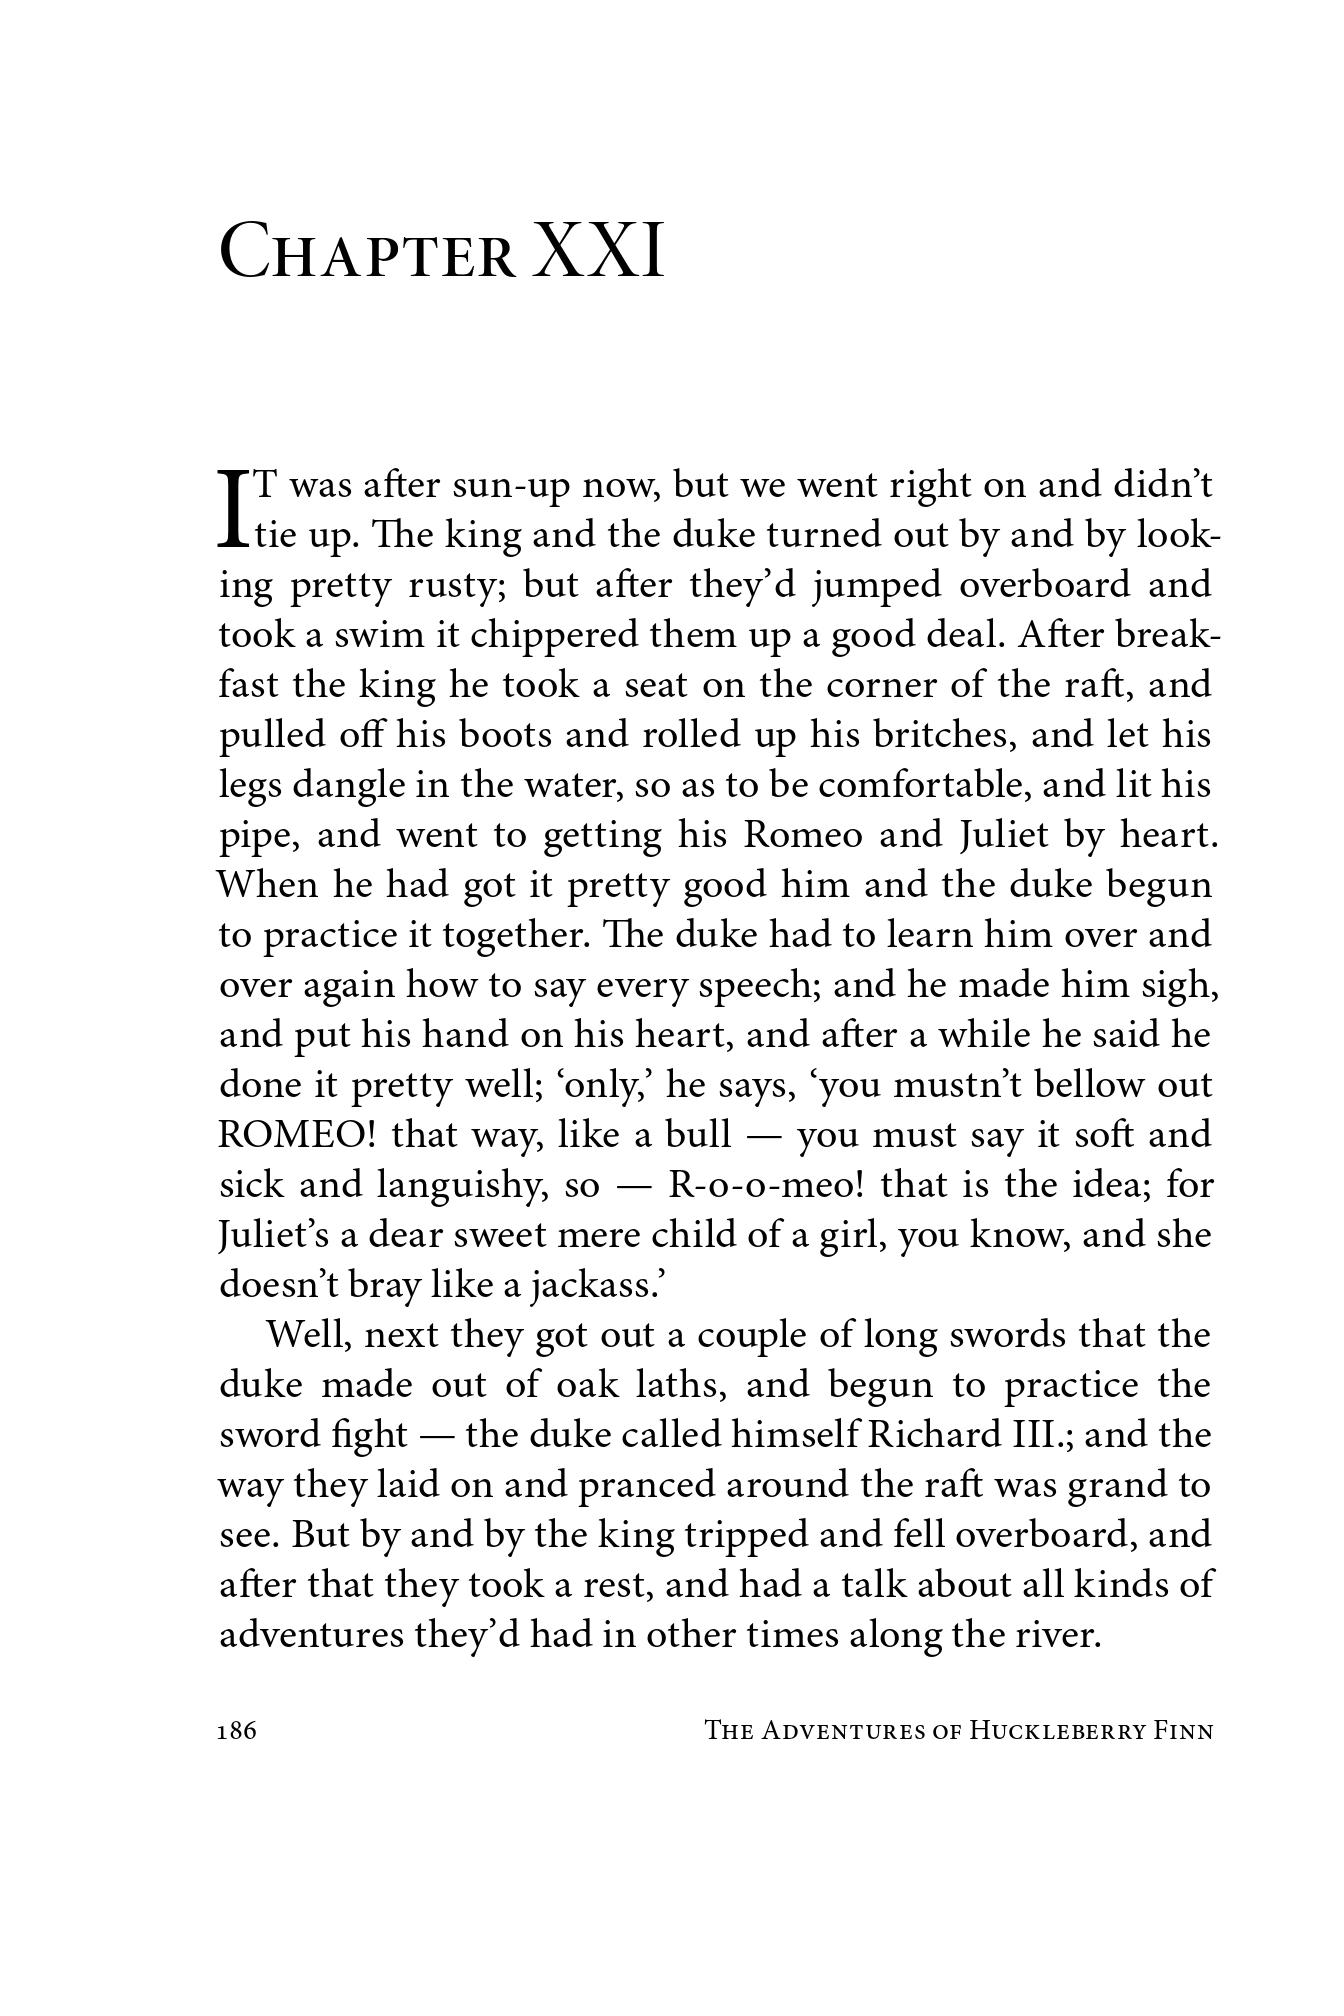 Chapter XXI
IT was after sun-up now, but we went right on and didn’t
tie up. The king and the duke turned out by and by look-
ing pretty rusty; but after they’d jumped overboard and
took a swim it chippered them up a good deal. After break-
fast the king he took a seat on the corner of the raft, and
pulled off his boots and rolled up his britches, and let his
legs dangle in the water, so as to be comfortable, and lit his
pipe, and went to getting his Romeo and Juliet by heart.
When he had got it pretty good him and the duke begun
to practice it together. The duke had to learn him over and
over again how to say every speech; and he made him sigh,
and put his hand on his heart, and after a while he said he
done it pretty well; ‘only,’ he says, ‘you mustn’t bellow out
ROMEO! that way, like a bull — you must say it soft and
sick and languishy, so — R-o-o-meo! that is the idea; for
Juliet’s a dear sweet mere child of a girl, you know, and she
doesn’t bray like a jackass.’
Well, next they got out a couple of long swords that the
duke made out of oak laths, and begun to practice the
sword fight — the duke called himself Richard III.; and the
way they laid on and pranced around the raft was grand to
see. But by and by the king tripped and fell overboard, and
after that they took a rest, and had a talk about all kinds of
adventures they’d had in other times along the river.
186 The Adventures of Huckleberry Finn